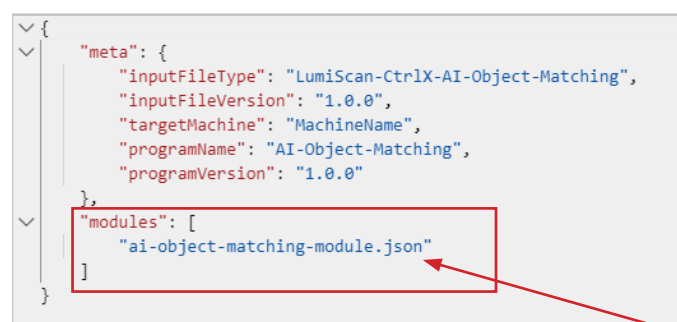 {
"meta": {
"inputFileType": "LumiScan-CtrlX-AI-Object-Matching",
"inputFileVersion": "1.0.0",
"targetMachine": "MachineName",
"programName": "AI-Object-Matching",
"programVersion": "1.0.0"
},
"modules": [
"ai-object-matching-module.json"
]
}